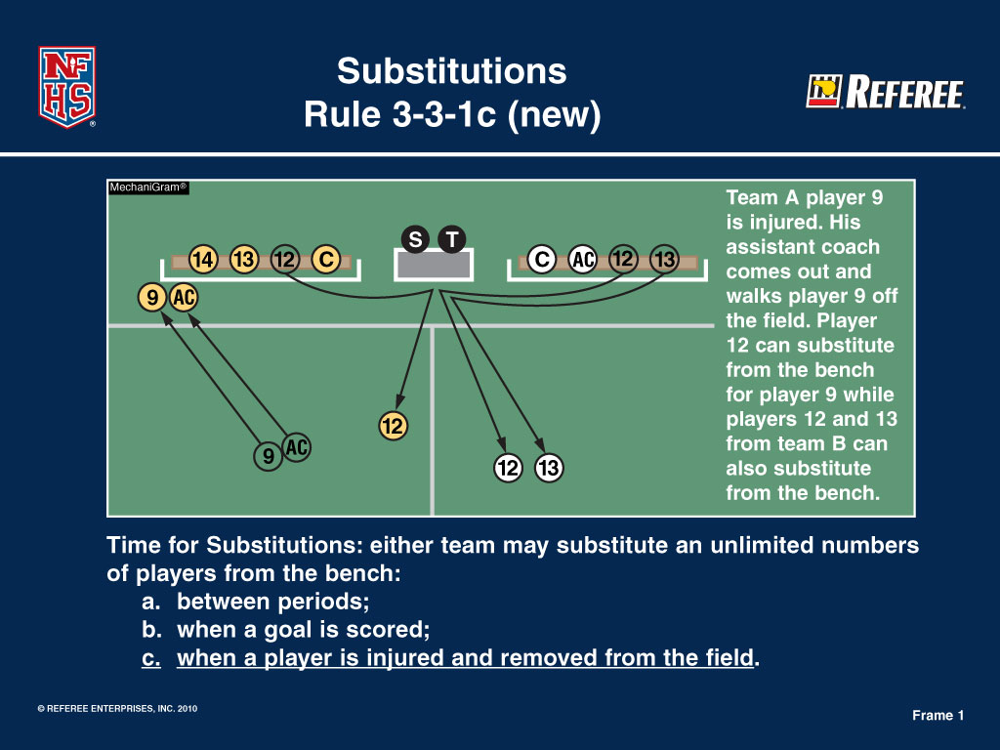 NF
HS
®
Substitutions
Rule 3-3-1c (new)
REFEREE
MechaniGram®
S T
14 13 12 C
C AC 12 13
9 AC
12
9 AC
12 13
Team A player 9
is injured. His
assistant coach
comes out and
walks player 9 off
the field. Player
12 can substitute
from the bench
for player 9 while
players 12 and 13
from team B can
also substitute
from the bench.
Time for Substitutions: either team may substitute an unlimited numbers
of players from the bench:
a. between periods;
b. when a goal is scored;
c. when a player is injured and removed from the field.
© REFEREE ENTERPRISES, INC. 2010
Frame 1